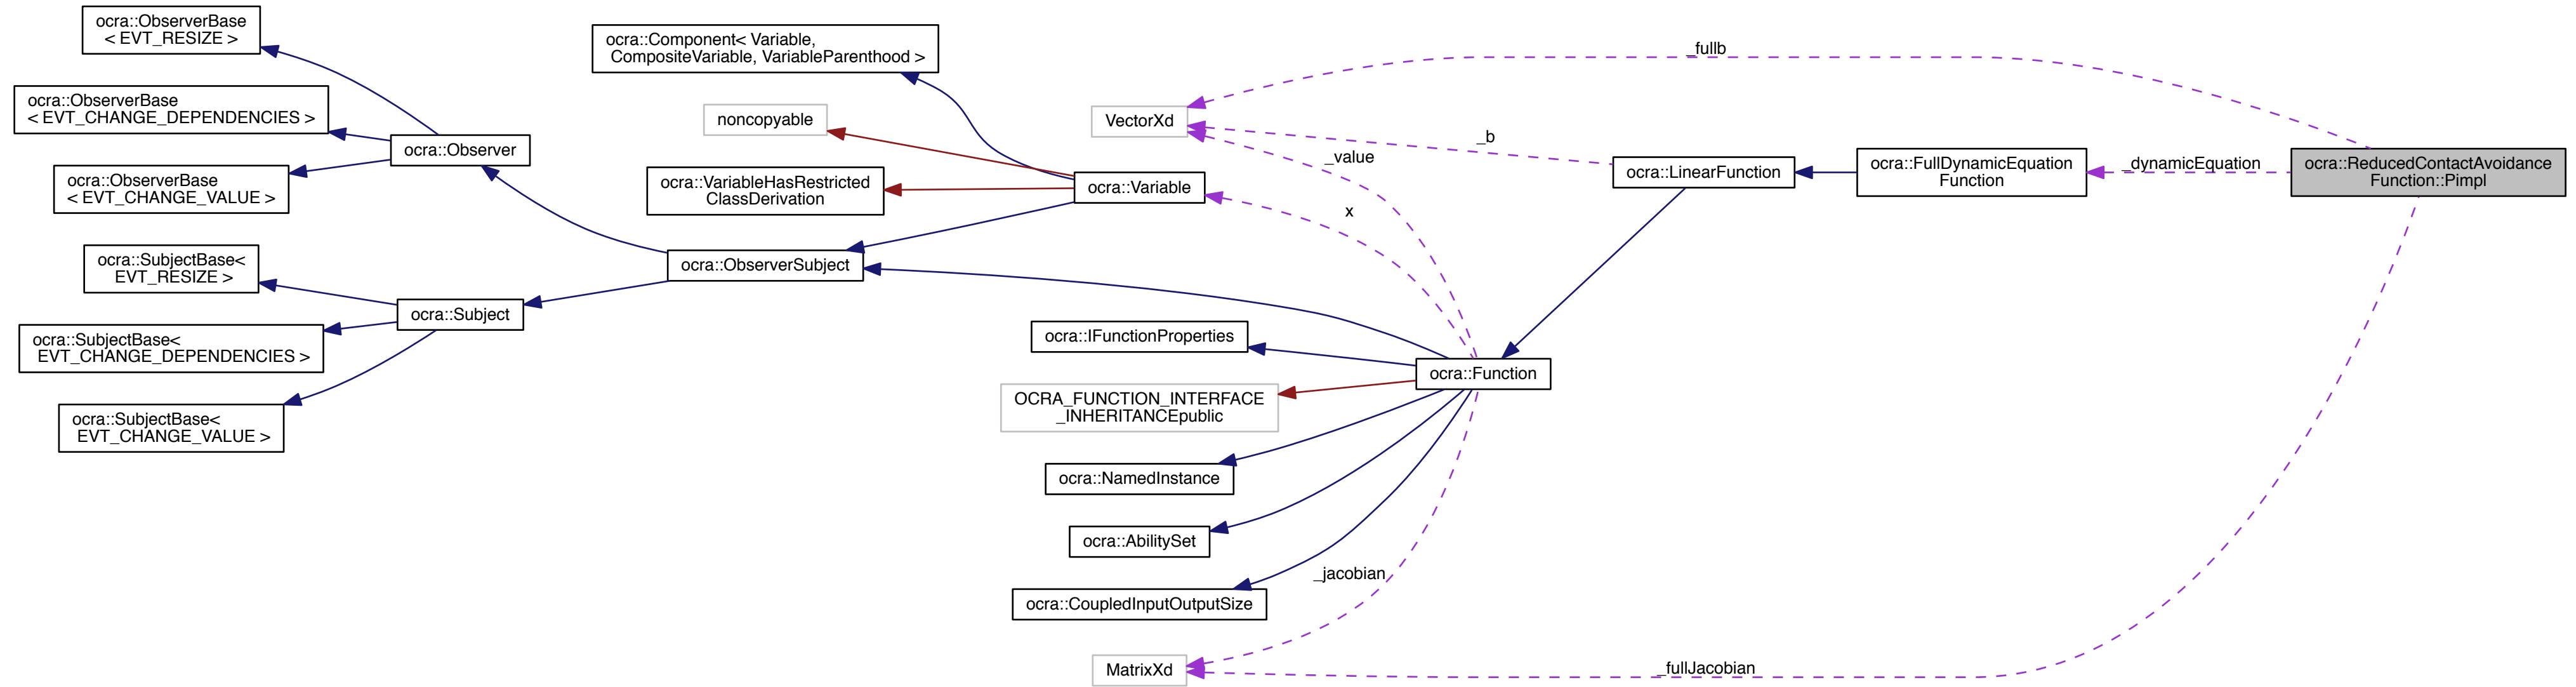 ocra::ObserverBase
< EVT_RESIZE >
ocra::ObserverBase
< EVT_CHANGE_DEPENDENCIES >
ocra::ObserverBase
< EVT_CHANGE_VALUE >
ocra::SubjectBase<
EVT_RESIZE >
ocra::SubjectBase<
EVT_CHANGE_DEPENDENCIES >
ocra::SubjectBase<
EVT_CHANGE_VALUE >
ocra::Observer
ocra::Subject
ocra::Component< Variable,
CompositeVariable, VariableParenthood >
noncopyable
ocra::VariableHasRestricted
ClassDerivation
ocra::ObserverSubject
VectorXd
ocra::Variable
ocra::IFunctionProperties
OCRA_FUNCTION_INTERFACE
_INHERITANCEpublic
ocra::NamedInstance
ocra::AbilitySet
ocra::CoupledInputOutputSize
MatrixXd
_value
x
_jacobian
_b
ocra::Function
ocra::LinearFunction
_fullb
_fullJacobian
ocra::FullDynamicEquation
Function
_dynamicEquation
ocra::ReducedContactAvoidance
Function::Pimpl